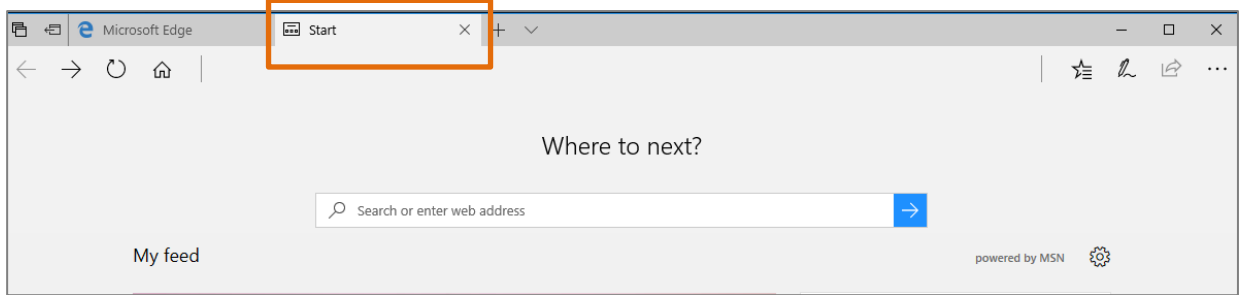 Microsoft Edge
Start
Where to next?
Search or enter web address
My feed
powered by MSN